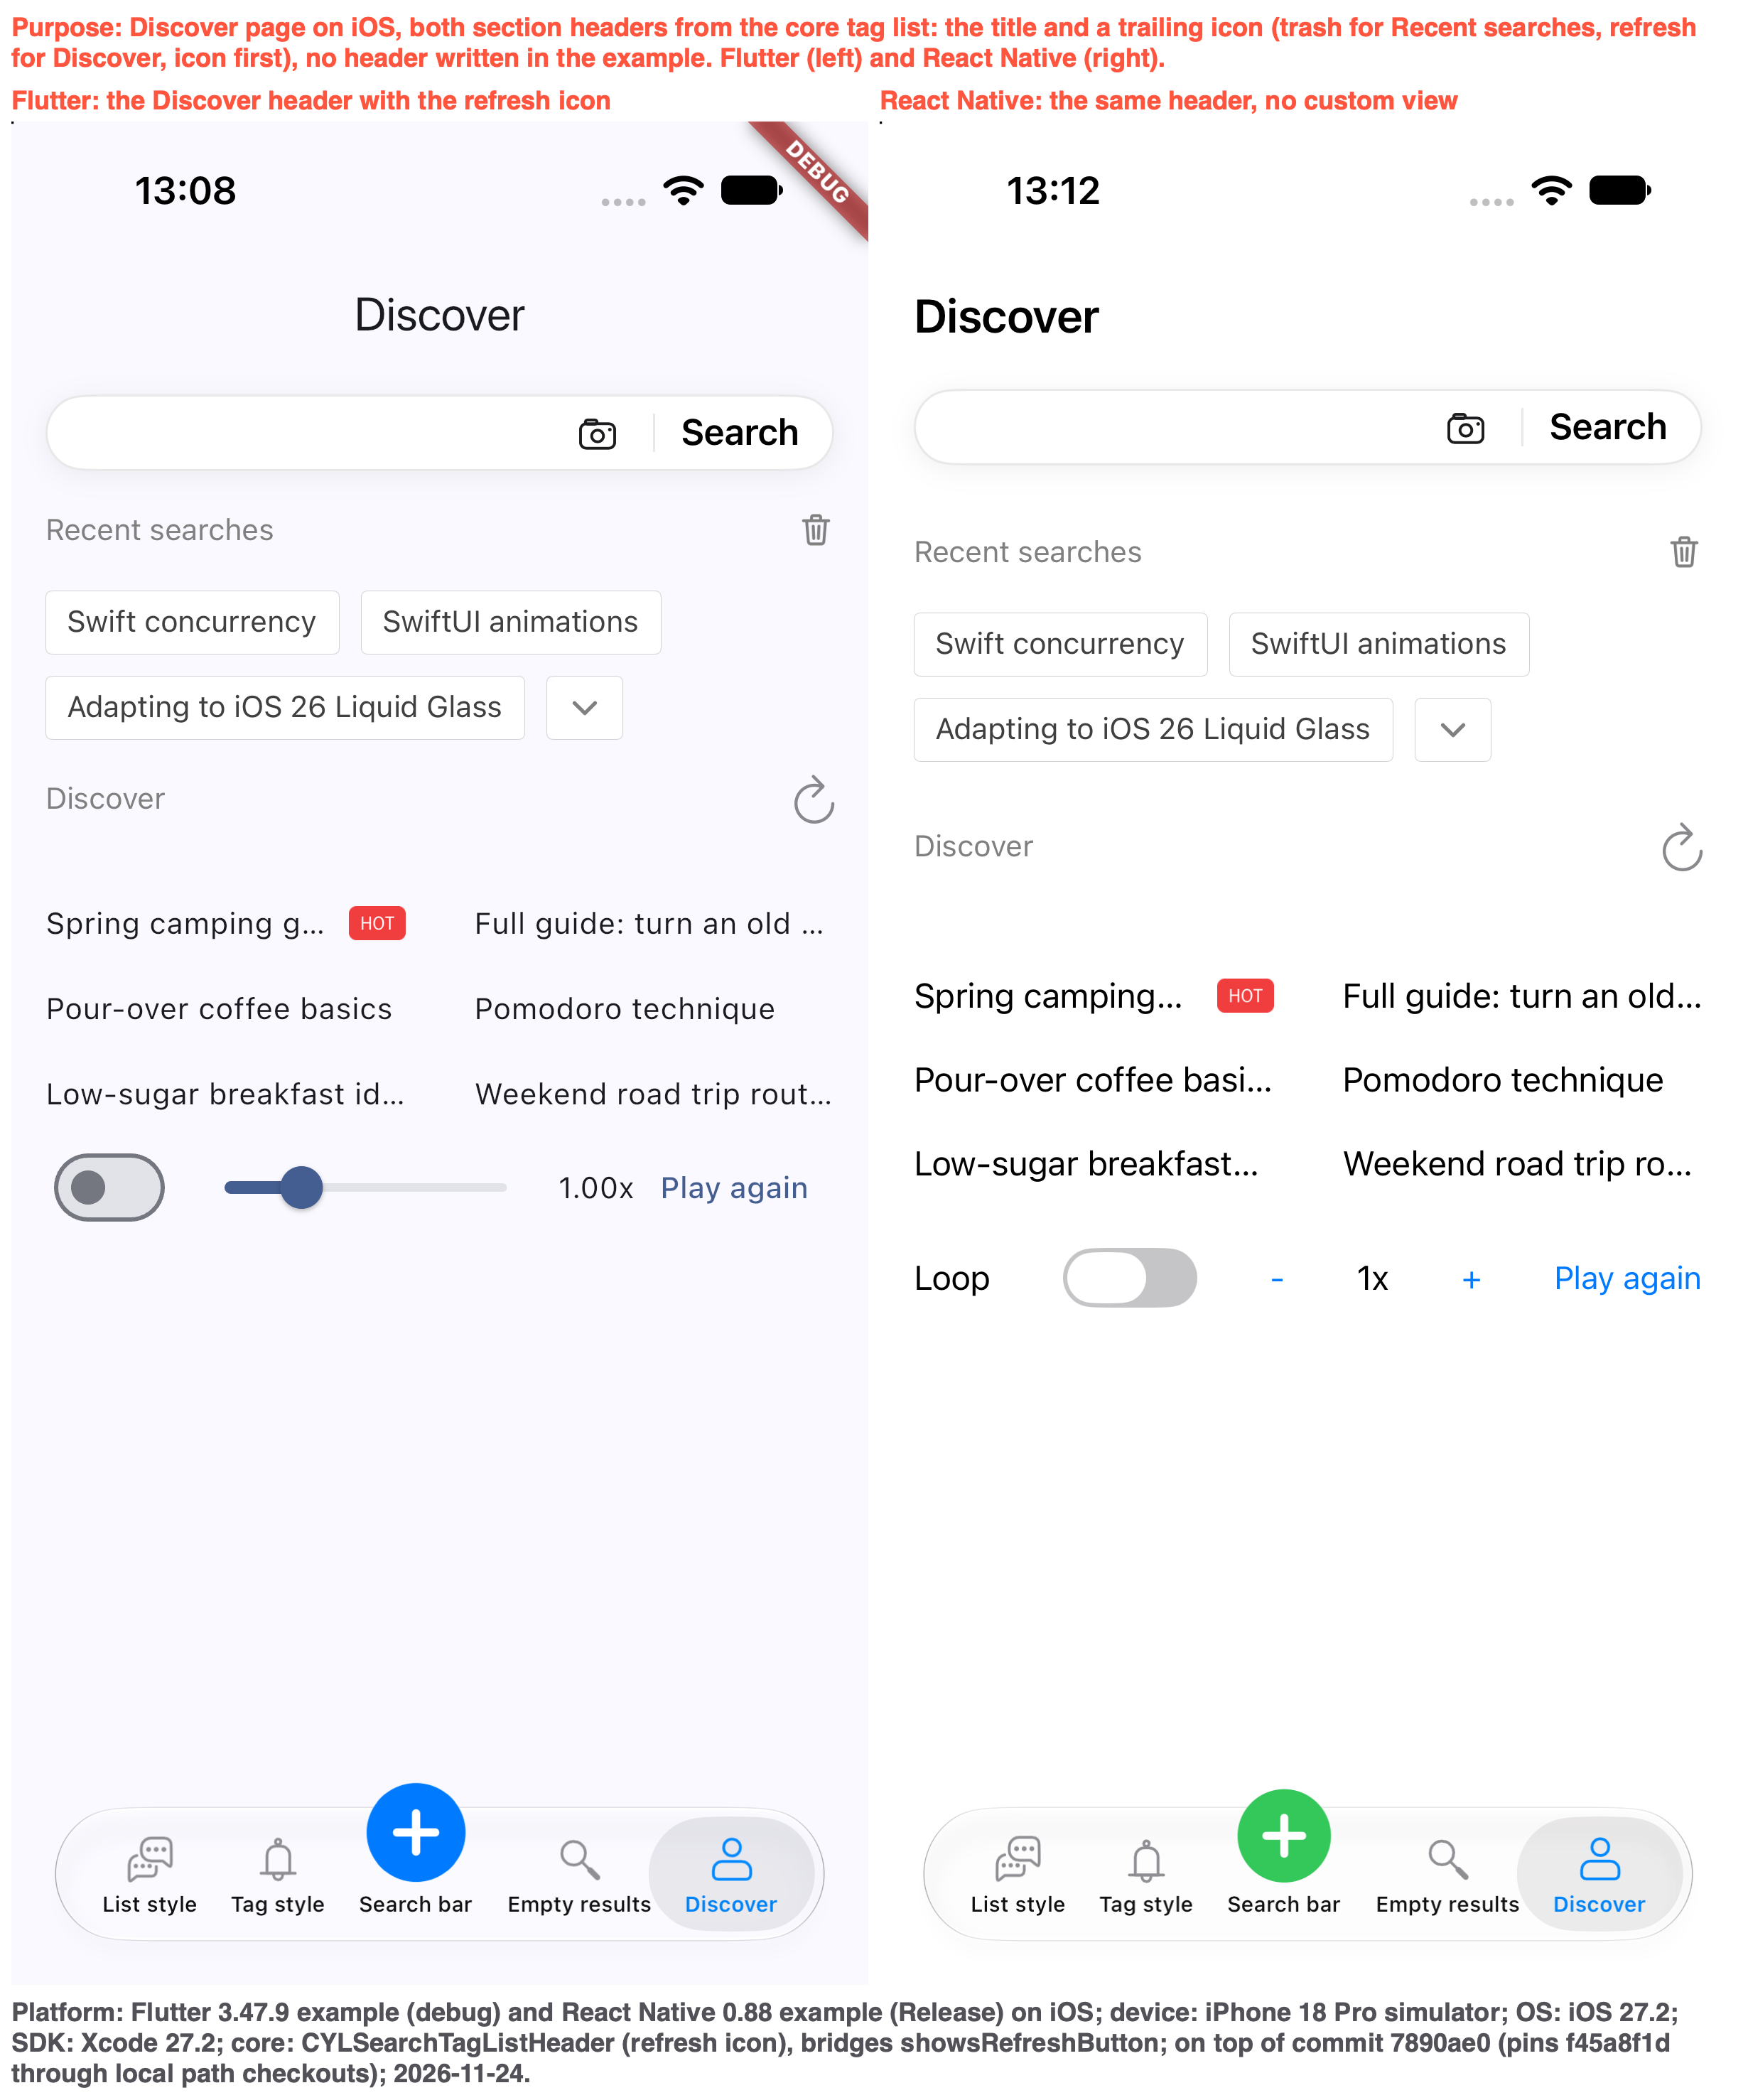 Purpose: Discover page on iOS, both section headers from the core tag list: the title and a trailing icon (trash for Recent searches, refresh
for Discover, icon first), no header written in the example. Flutter (left) and React Native (right).
Flutter: the Discover header with the refresh icon
React Native: the same header, no custom view
13:08
DEBUG
Discover
Search
Recent searches
Swift concurrency
SwiftUI animations
Adapting to iOS 26 Liquid Glass
Discover
Spring camping g...
HOT
Full guide: turn an old ...
Pour-over coffee basics
Pomodoro technique
Low-sugar breakfast id...
Weekend road trip rout...
1.00x
Play again
List style
Tag style
Search bar
Empty results
Discover
13:12
Discover
Search
Recent searches
Swift concurrency
SwiftUI animations
Adapting to iOS 26 Liquid Glass
Discover
Spring camping...
HOT
Full guide: turn an old...
Pour-over coffee basi...
Pomodoro technique
Low-sugar breakfast...
Weekend road trip ro...
Loop
-
1x
+
Play again
List style
Tag style
Search bar
Empty results
Discover
Platform: Flutter 3.47.9 example (debug) and React Native 0.88 example (Release) on iOS; device: iPhone 18 Pro simulator; OS: iOS 27.2;
SDK: Xcode 27.2; core: CYLSearchTagListHeader (refresh icon), bridges showsRefreshButton; on top of commit 7890ae0 (pins f45a8f1d
through local path checkouts); 2026-11-24.